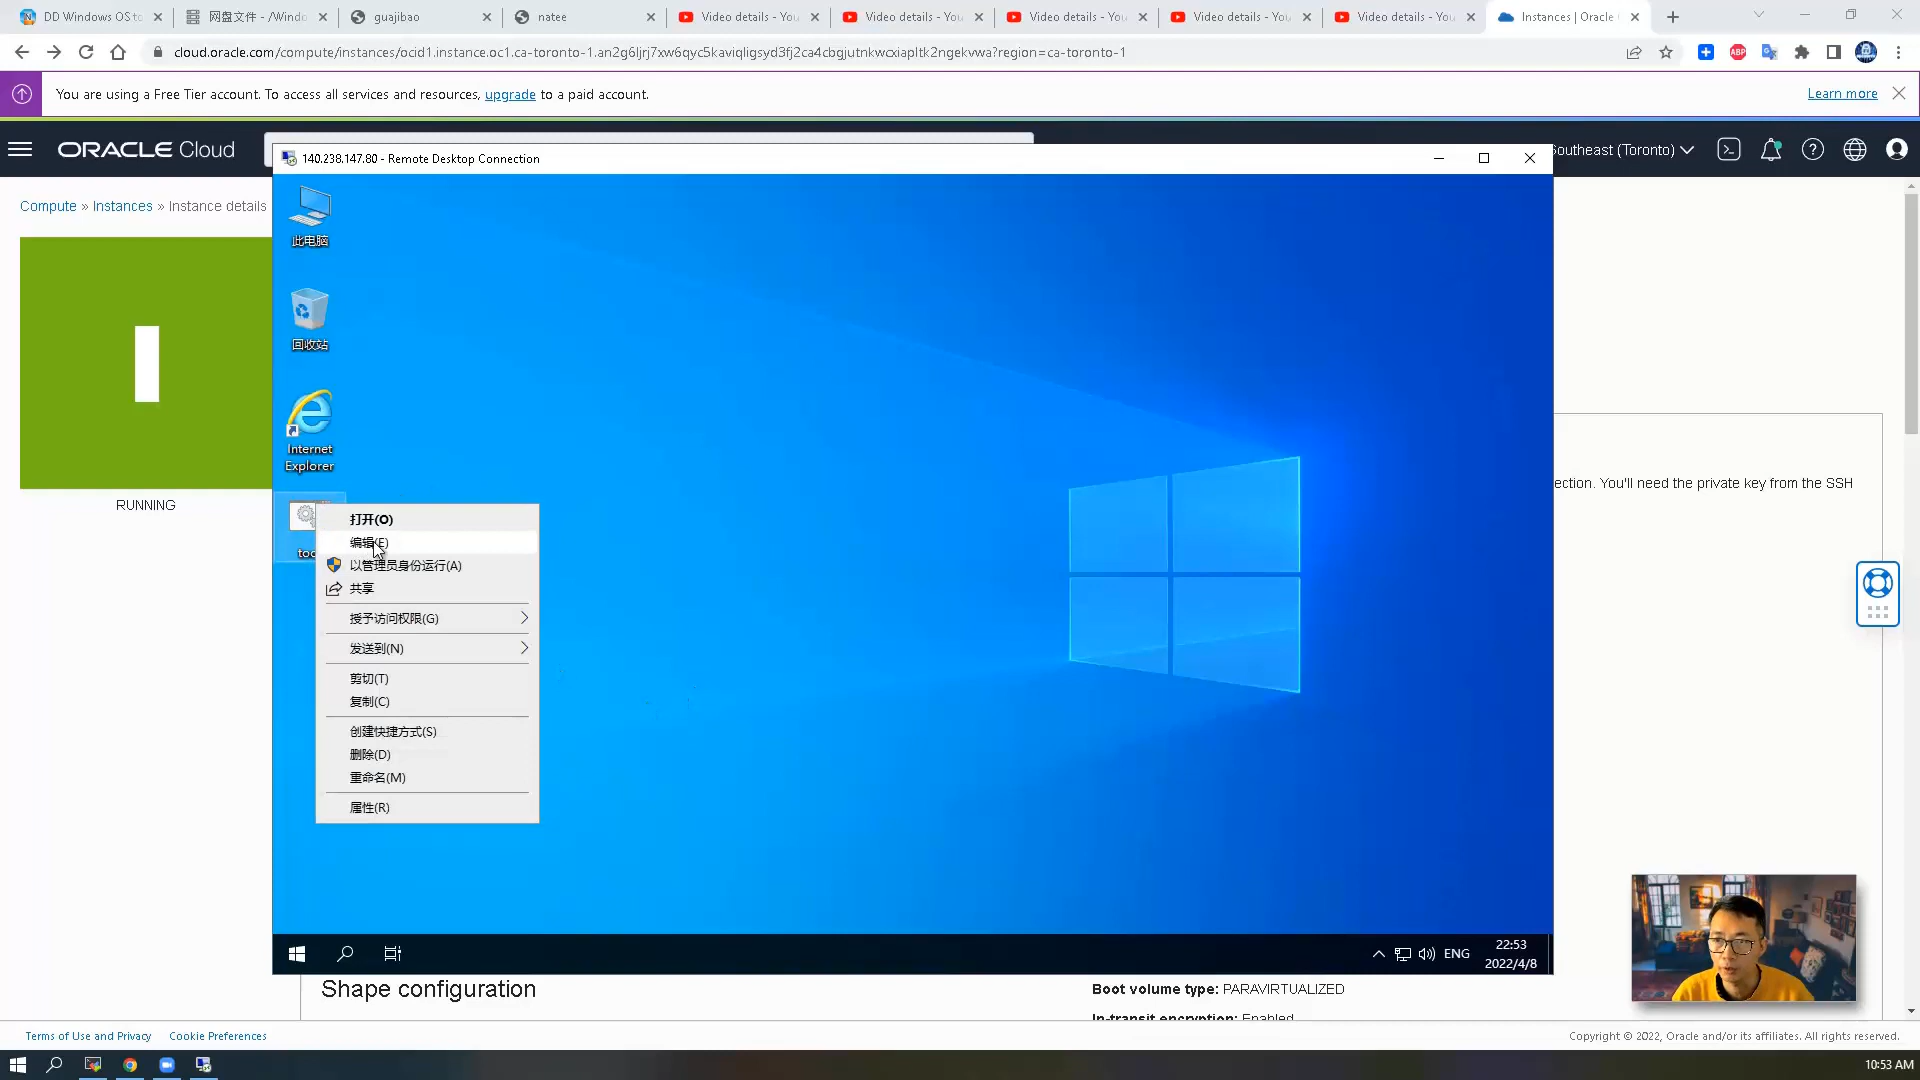 DD Windows OS to
网盘文件 - /Windo
guajibao
natee
Video details - You
Video details - You
Video details - You
Video details - You
Video details - You
Instances | Oracle
cloud.oracle.com/compute/instances/ocid1.instance.oc1.ca-toronto-1.an2g6ljrj7xw6qyc5kaviqligsyd3fj2ca4cbgjutnkwcxiapltk2ngekvwa?region=ca-toronto-1
ABP
You are using a Free Tier account. To access all services and resources, upgrade to a paid account.
Learn more
ORACLE Cloud
140.238.147.80 - Remote Desktop Connection
Southeast (Toronto)
Compute » Instances » Instance details
此电脑
回收站
Internet
Explorer
RUNNING
ection. You'll need the private key from the SSH
打开(O)
编辑(E)
以管理员身份运行(A)
共享
授予访问权限(G)
发送到(N)
剪切(T)
复制(C)
创建快捷方式(S)
删除(D)
重命名(M)
属性(R)
ENG
22:53
2022/4/8
Shape configuration
Boot volume type: PARAVIRTUALIZED
In-transit encryption: Enabled
Terms of Use and Privacy
Cookie Preferences
Copyright © 2022, Oracle and/or its affiliates. All rights reserved.
10:53 AM